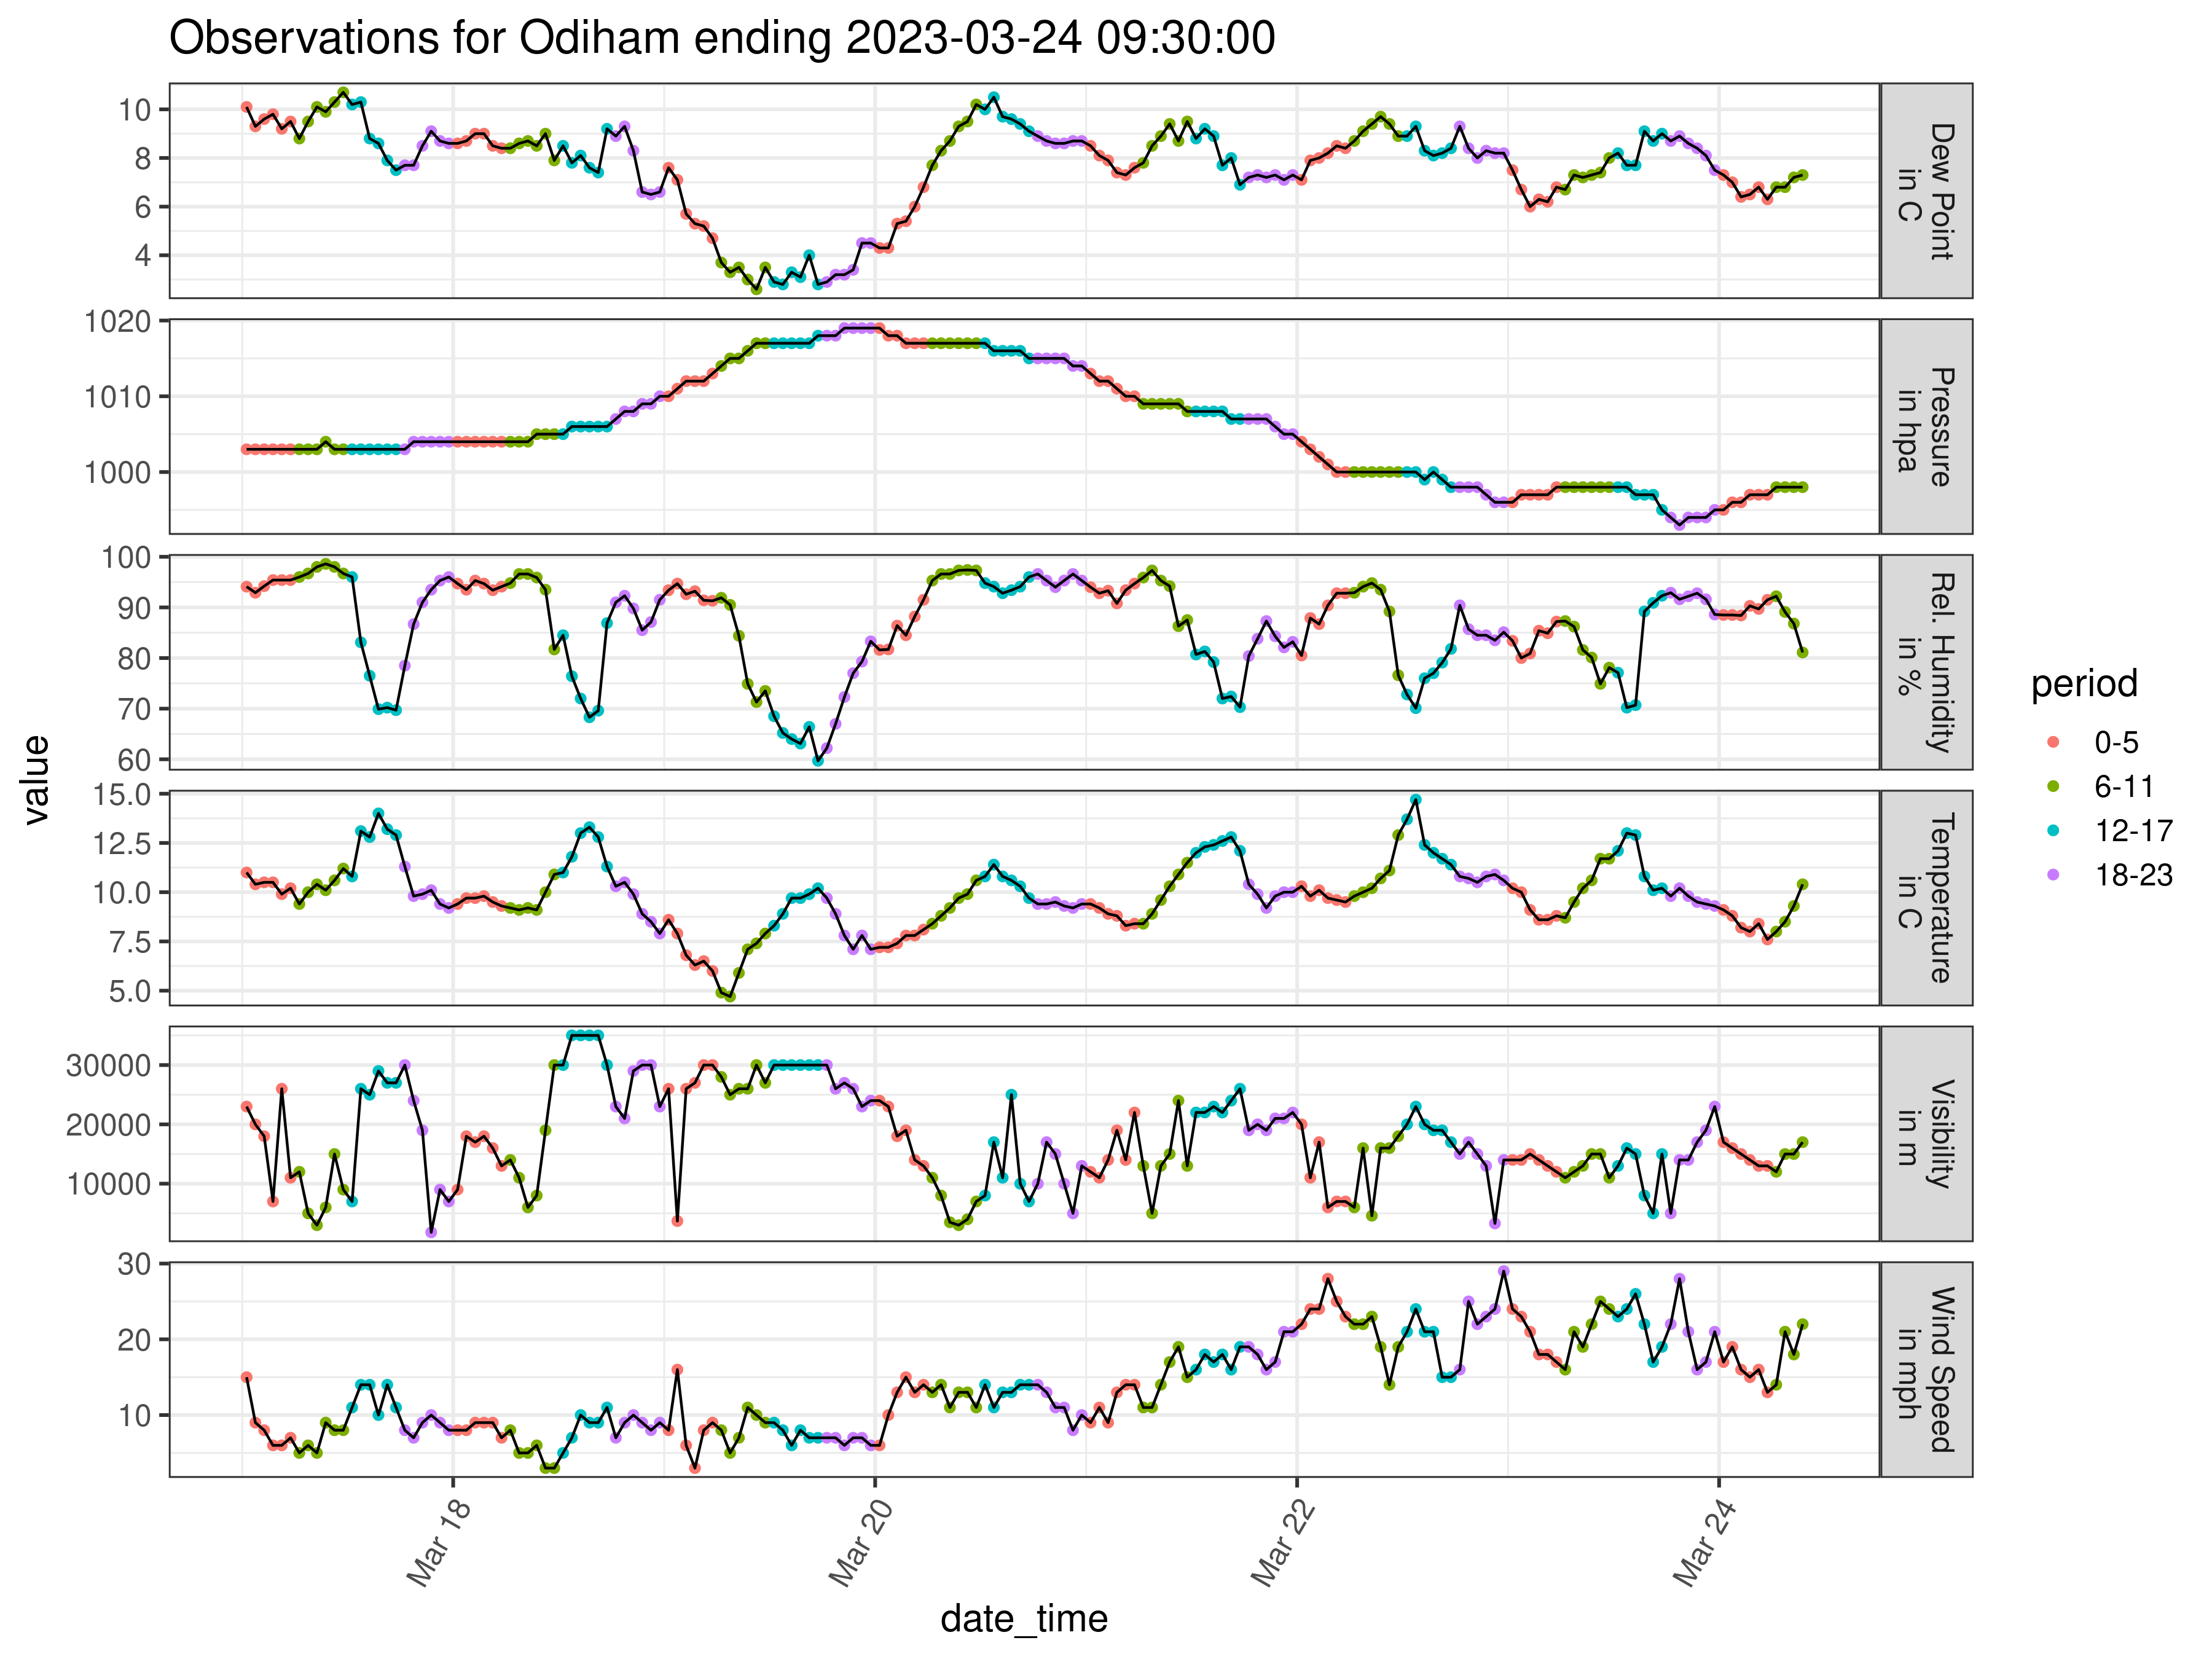 Observations for Odiham ending 2023-03-24 09:30:00
10
8
6
4
Dew Point
in C
1020
1010
1000
Pressure
in hpa
100
90
80
70
60
Rel. Humidity
in %
15.0
12.5
10.0
7.5
5.0
Temperature
in C
30000
20000
10000
Visibility
in m
30
20
10
Wind Speed
in mph
value
Mar 18
Mar 20
Mar 22
Mar 24
date_time
period
0-5
6-11
12-17
18-23